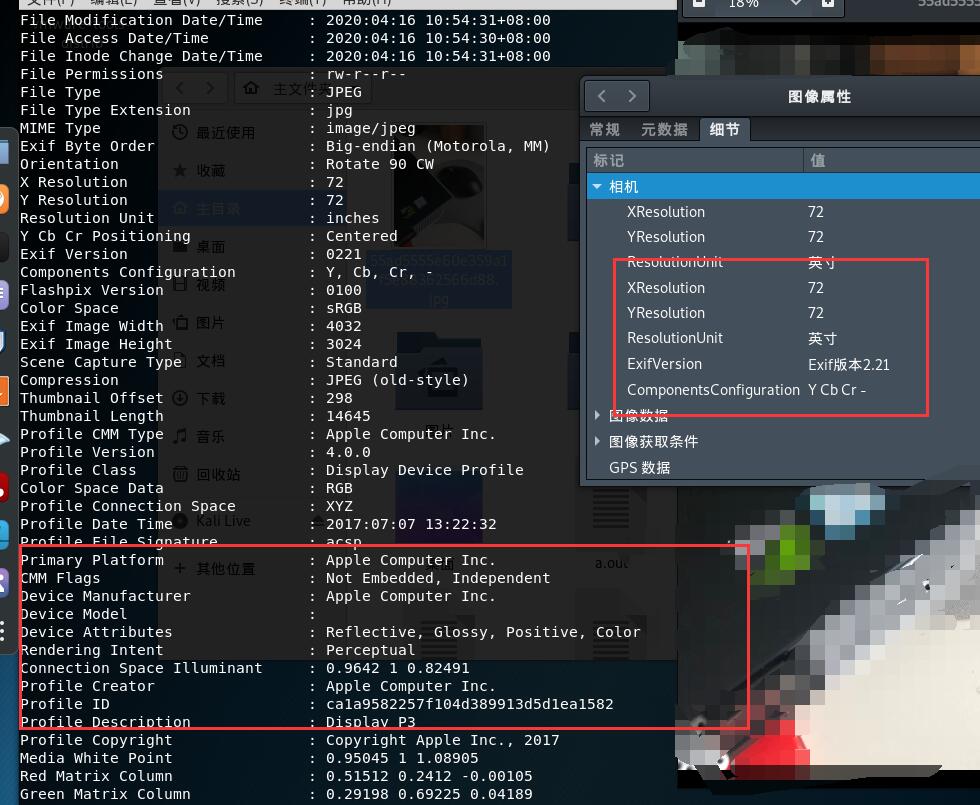 18%
File Modification Date/Time : 2020:04:16 10:54:31+08:00
File Access Date/Time : 2020:04:16 10:54:30+08:00
File Inode Change Date/Time : 2020:04:16 10:54:31+08:00
File Permissions : rw-r--r--
File Type : JPEG
File Type Extension : jpg
MIME Type : image/jpeg
Exif Byte Order : Big-endian (Motorola, MM)
Orientation : Rotate 90 CW
X Resolution : 72
Y Resolution : 72
Resolution Unit : inches
Y Cb Cr Positioning : Centered
Exif Version : 0221
Components Configuration : Y, Cb, Cr, -
Flashpix Version : 0100
Color Space : sRGB
Exif Image Width : 4032
Exif Image Height : 3024
Scene Capture Type : Standard
Compression : JPEG (old-style)
Thumbnail Offset : 298
Thumbnail Length : 14645
Profile CMM Type : Apple Computer Inc.
Profile Version : 4.0.0
Profile Class : Display Device Profile
Color Space Data : RGB
Profile Connection Space : XYZ
Profile Date Time : 2017:07:07 13:22:32
Profile File Signature : acsp
Primary Platform : Apple Computer Inc.
CMM Flags : Not Embedded, Independent
Device Manufacturer : Apple Computer Inc.
Device Model :
Device Attributes : Reflective, Glossy, Positive, Color
Rendering Intent : Perceptual
Connection Space Illuminant : 0.9642 1 0.82491
Profile Creator : Apple Computer Inc.
Profile ID : ca1a9582257f104d389913d5d1ea1582
Profile Description : Display P3
Profile Copyright : Copyright Apple Inc., 2017
Media White Point : 0.95045 1 1.08905
Red Matrix Column : 0.51512 0.2412 -0.00105
Green Matrix Column : 0.29198 0.69225 0.04189
主文件夹
最近使用
收藏
主目录
桌面
视频
图片
文档
下载
音乐
回收站
Kali Live
其他位置
a.out
图像属性
常规 元数据 细节
标记 值
相机
XResolution 72
YResolution 72
ResolutionUnit 英寸
XResolution 72
YResolution 72
ResolutionUnit 英寸
ExifVersion Exif版本2.21
ComponentsConfiguration Y Cb Cr -
图像数据
图像获取条件
GPS 数据